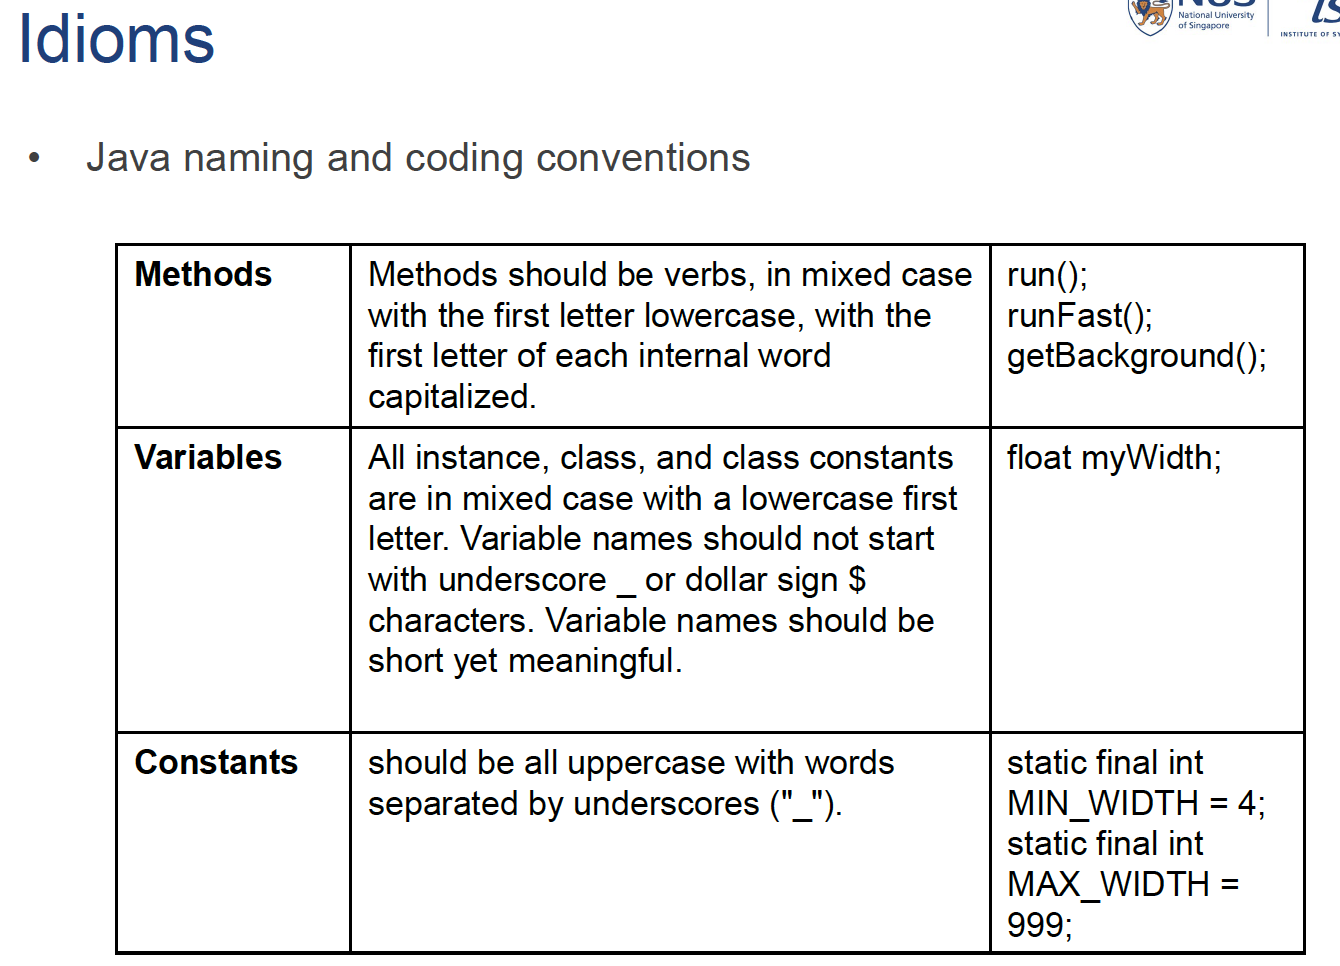 Idioms
National University
of Singapore
• Java naming and coding conventions
Methods
Methods should be verbs, in mixed case
with the first letter lowercase, with the
first letter of each internal word
capitalized.
run();
runFast();
getBackground();
Variables
All instance, class, and class constants
are in mixed case with a lowercase first
letter. Variable names should not start
with underscore _ or dollar sign $
characters. Variable names should be
short yet meaningful.
float myWidth;
Constants
should be all uppercase with words
separated by underscores ("_").
static final int
MIN_WIDTH = 4;
static final int
MAX_WIDTH =
999;